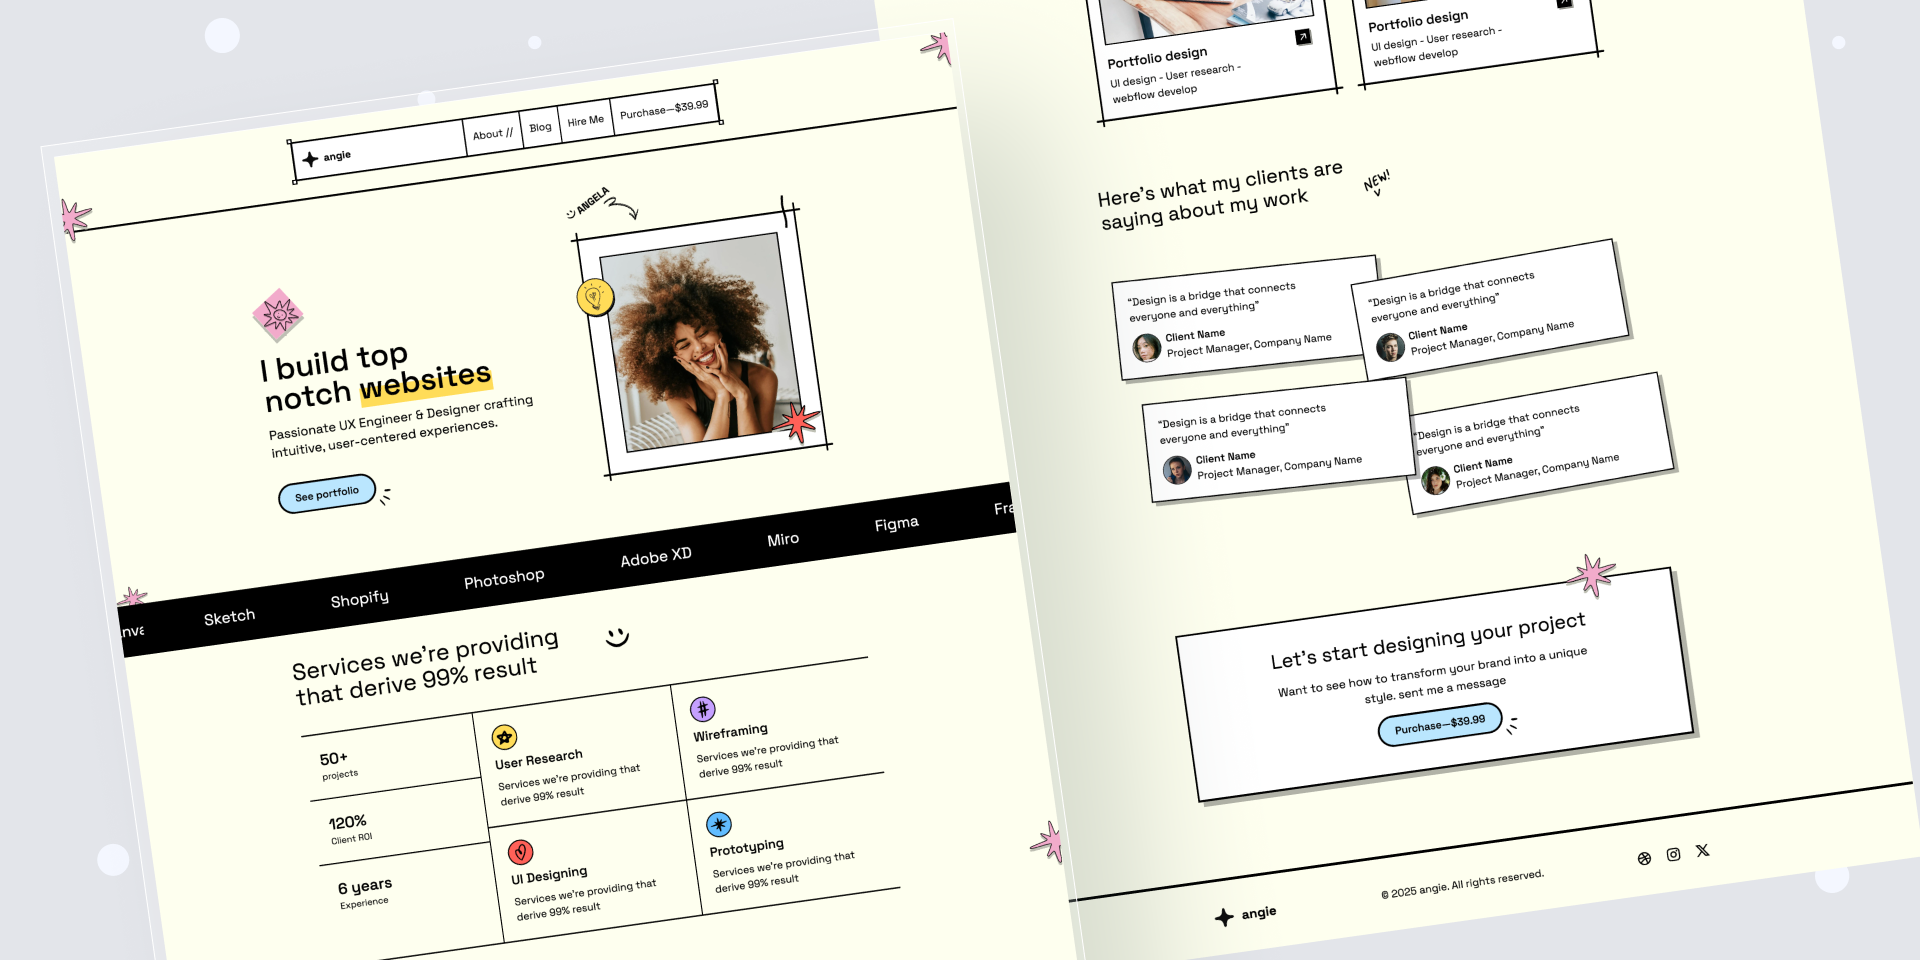 angie
About //
Blog
Hire Me
Purchase—$39.99
ANGELA
I build top
notch websites
Passionate UX Engineer & Designer crafting
intuitive, user-centered experiences.
See portfolio
Sketch
Shopify
Photoshop
Adobe XD
Miro
Figma
Services we're providing
that derive 99% result
50+
projects
120%
Client ROI
6 years
Experience
User Research
Services we're providing that
derive 99% result
Wireframing
Services we're providing that
derive 99% result
UI Designing
Services we're providing that
derive 99% result
Prototyping
Services we're providing that
derive 99% result
Portfolio design
UI design - User research -
webflow develop
Portfolio design
UI design - User research -
webflow develop
Here's what my clients are
saying about my work
NEW!
“Design is a bridge that connects
everyone and everything”
Client Name
Project Manager, Company Name
“Design is a bridge that connects
everyone and everything”
Client Name
Project Manager, Company Name
“Design is a bridge that connects
everyone and everything”
Client Name
Project Manager, Company Name
"Design is a bridge that connects
everyone and everything”
Client Name
Project Manager, Company Name
Let's start designing your project
Want to see how to transform your brand into a unique
style. sent me a message
Purchase—$39.99
angie
© 2025 angie. All rights reserved.